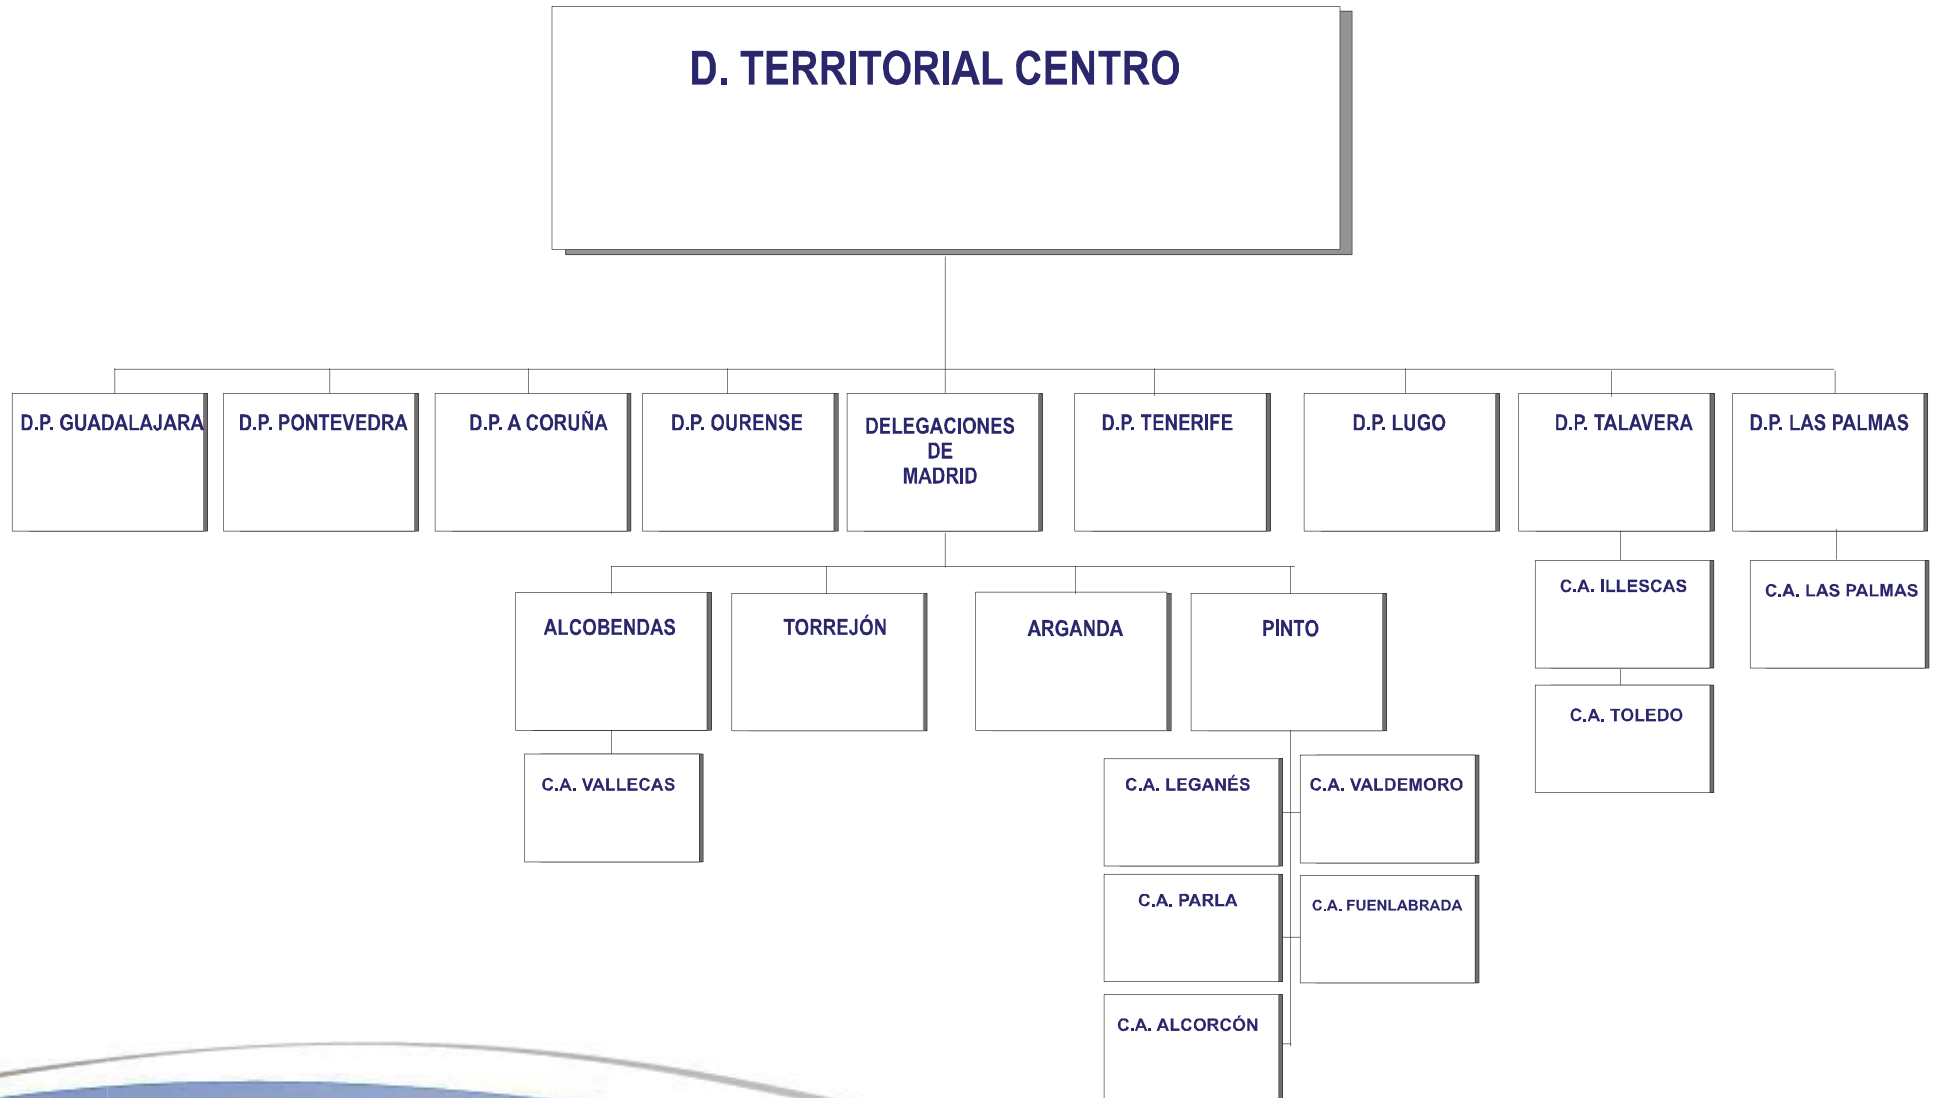 D. TERRITORIAL CENTRO
D.P. GUADALAJARA
D.P. PONTEVEDRA
D.P. A CORUÑA
D.P. OURENSE
DELEGACIONES
DE
MADRID
D.P. TENERIFE
D.P. LUGO
D.P. TALAVERA
D.P. LAS PALMAS
C.A. ILLESCAS
C.A. LAS PALMAS
ALCOBENDAS
TORREJÓN
ARGANDA
PINTO
C.A. TOLEDO
C.A. VALLECAS
C.A. LEGANÉS
C.A. VALDEMORO
C.A. PARLA
C.A. FUENLABRADA
C.A. ALCORCÓN